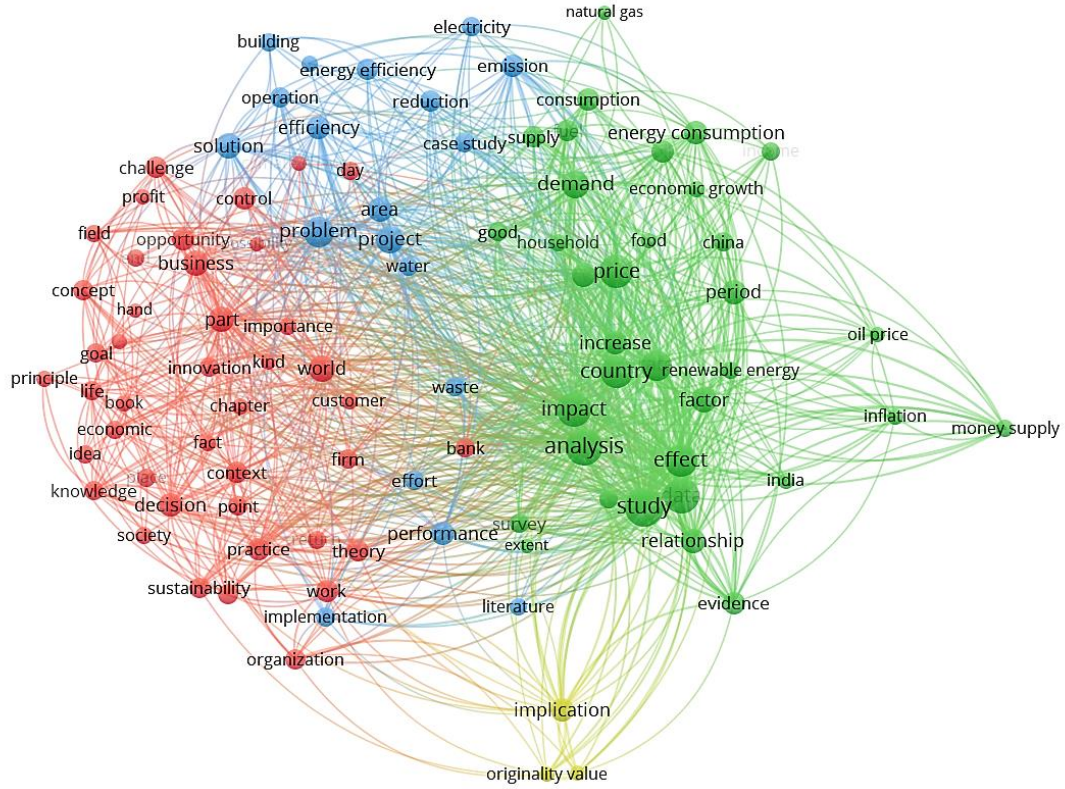 natural gas
electricity
building
energy efficiency
emission
operation
reduction
consumption
efficiency
solution
case study
supply
energy consumption
challenge
day
demand
economic growth
profit
control
area
field
opportunity
problem
project
good
household
food
china
business
water
price
concept
period
hand
part
importance
increase
oil price
goal
innovation
kind
world
country
renewable energy
principle
life
book
chapter
customer
waste
impact
factor
inflation
economic
money supply
fact
bank
analysis
idea
context
firm
effect
knowledge
place
effort
india
decision
point
study
data
society
performance
survey
extent
relationship
practice
return
theory
sustainability
work
literature
evidence
implementation
organization
implication
originality value